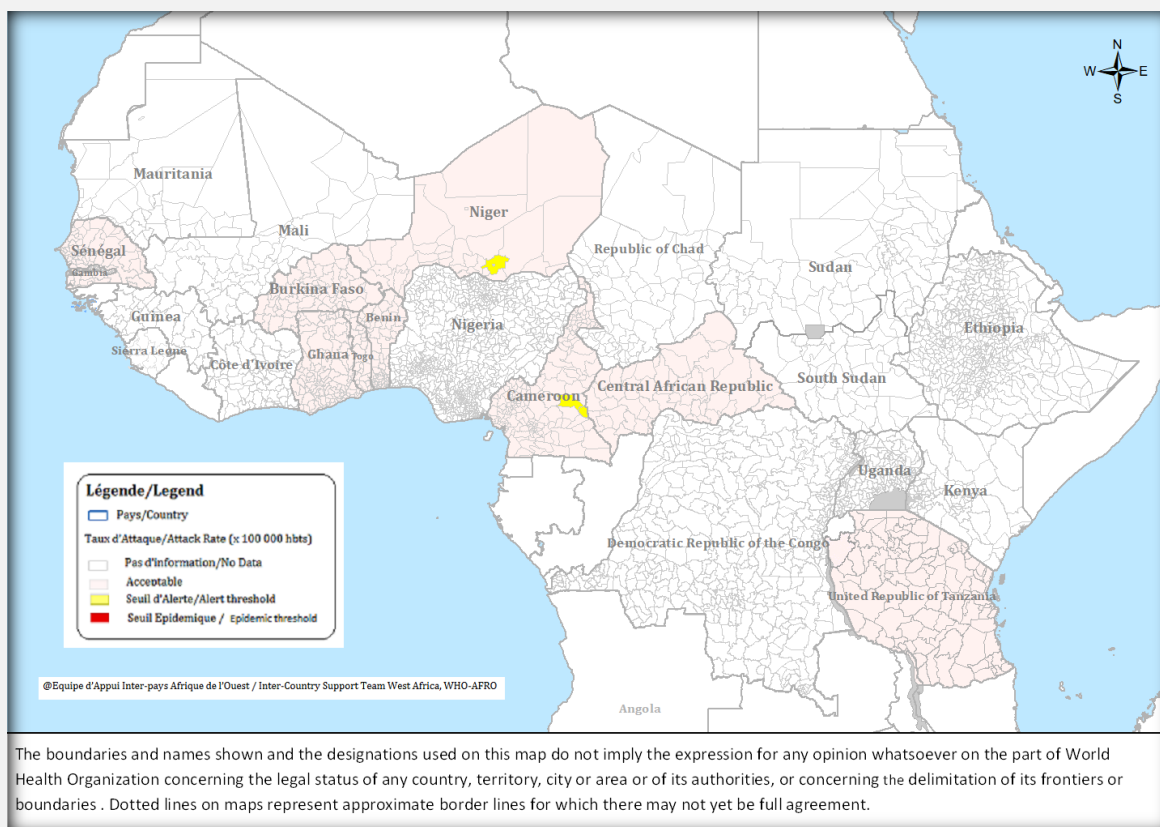 N
W E
S
Mauritania
Niger
Mali
Sénégal
Gambia
Republic of Chad
Sudan
Burkina Faso
Guinea
Benin
Nigeria
Ethiopia
Sierra Leone
Côte d'Ivoire
Ghana
Togo
South Sudan
Central African Republic
Cameroon
Uganda
Kenya
Democratic Republic of the Congo
United Republic of Tanzania
Angola
Légende/Legend
Pays/Country
Taux d'Attaque/Attack Rate (x 100 000 hbts)
Pas d'information/No Data
Acceptable
Seuil d'Alerte/Alert threshold
Seuil Epidemique / Epidemic threshold
@Equipe d'Appui Inter-pays Afrique de l'Ouest / Inter-Country Support Team West Africa, WHO-AFRO
The boundaries and names shown and the designations used on this map do not imply the expression for any opinion whatsoever on the part of World
Health Organization concerning the legal status of any country, territory, city or area or of its authorities, or concerning the delimitation of its frontiers or
boundaries . Dotted lines on maps represent approximate border lines for which there may not yet be full agreement.